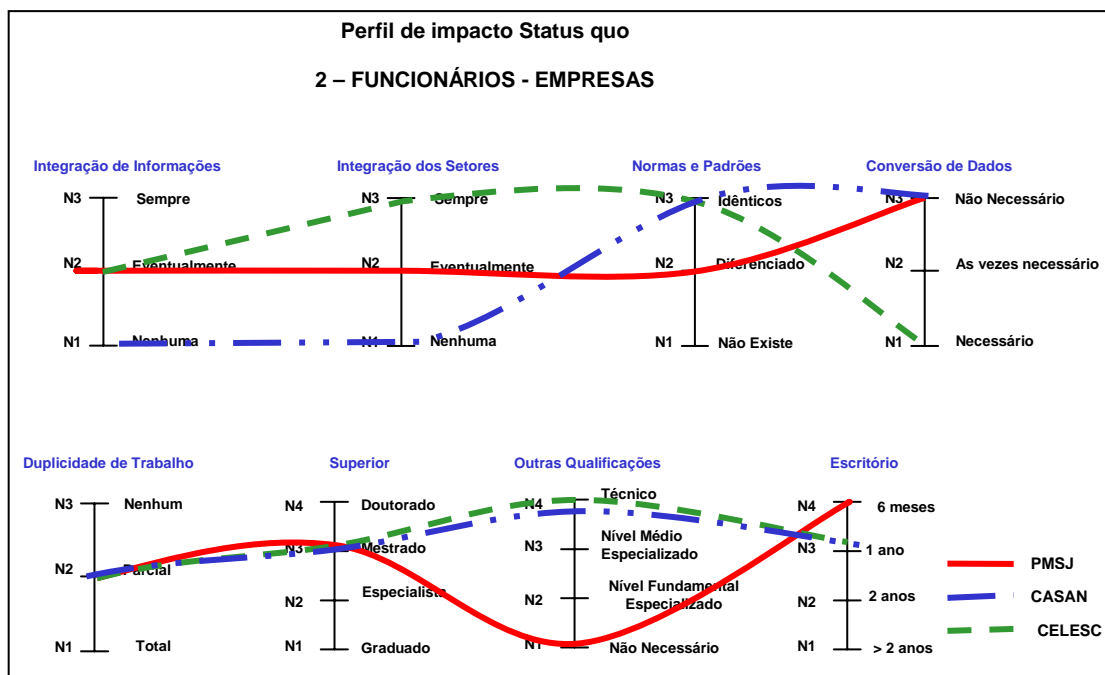 Perfil de impacto Status quo
2 – FUNCIONÁRIOS - EMPRESAS
Integração de Informações
N3 Sempre
N2 Eventualmente
N1 Nenhuma
Integração dos Setores
N3 Sempre
N2 Eventualmente
N1 Nenhuma
Normas e Padrões
N3 Idênticos
N2 Diferenciado
N1 Não Existe
Conversão de Dados
N3 Não Necessário
N2 As vezes necessário
N1 Necessário
Duplicidade de Trabalho
N3 Nenhum
N2 Parcial
N1 Total
Superior
N4 Doutorado
N3 Mestrado
N2 Especialista
N1 Graduado
Outras Qualificações
N4 Técnico
N3 Nível Médio
Especializado
N2 Nível Fundamental
Especializado
N1 Não Necessário
Escritório
N4 6 meses
N3 1 ano
N2 2 anos
N1 > 2 anos
PMSJ
CASAN
CELESC